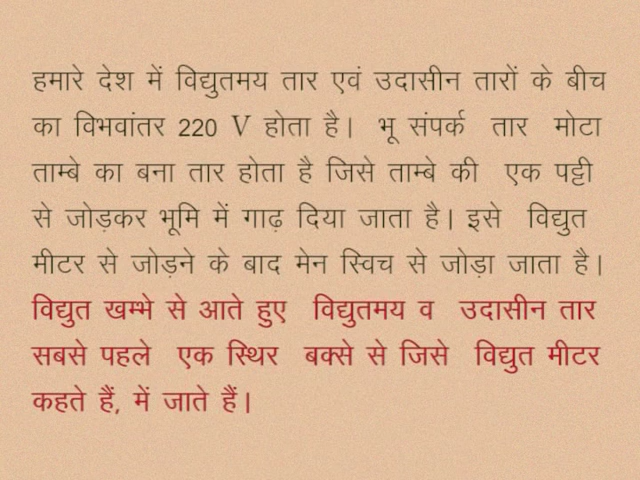 हमारे देश में विद्युतमय तार एवं उदासीन तारों के बीच
का विभवांतर 220 V होता है। भू संपर्क तार मोटा
ताम्बे का बना तार होता है जिसे ताम्बे की एक पट्टी
से जोड़कर भूमि में गाढ़ दिया जाता है। इसे विद्युत
मीटर से जोड़ने के बाद मेन स्विच से जोड़ा जाता है।
विद्युत खम्भे से आते हुए विद्युतमय व उदासीन तार
सबसे पहले एक स्थिर बक्से से जिसे विद्युत मीटर
कहते हैं, में जाते हैं।